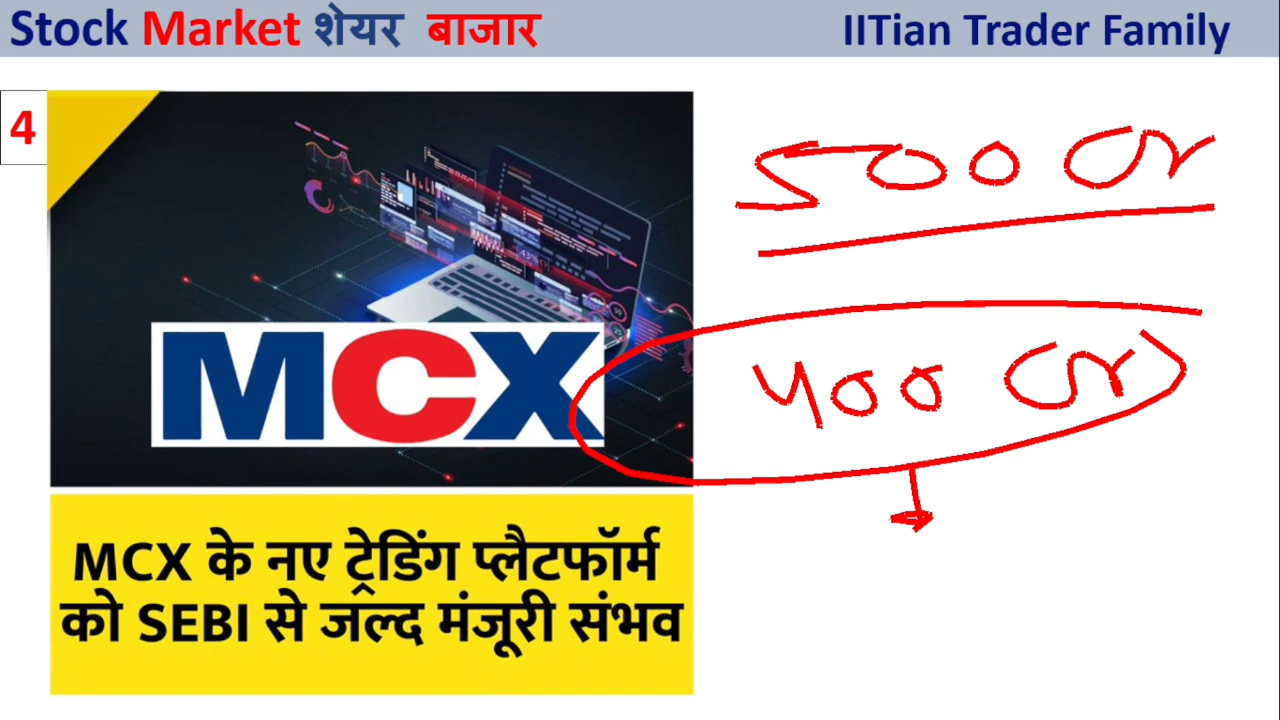 Stock Market शेयर बाजार
IITian Trader Family
4
500 Cr
400 Cr
MCX
MCX के नए ट्रेडिंग प्लैटफॉर्म
को SEBI से जल्द मंजूरी संभव